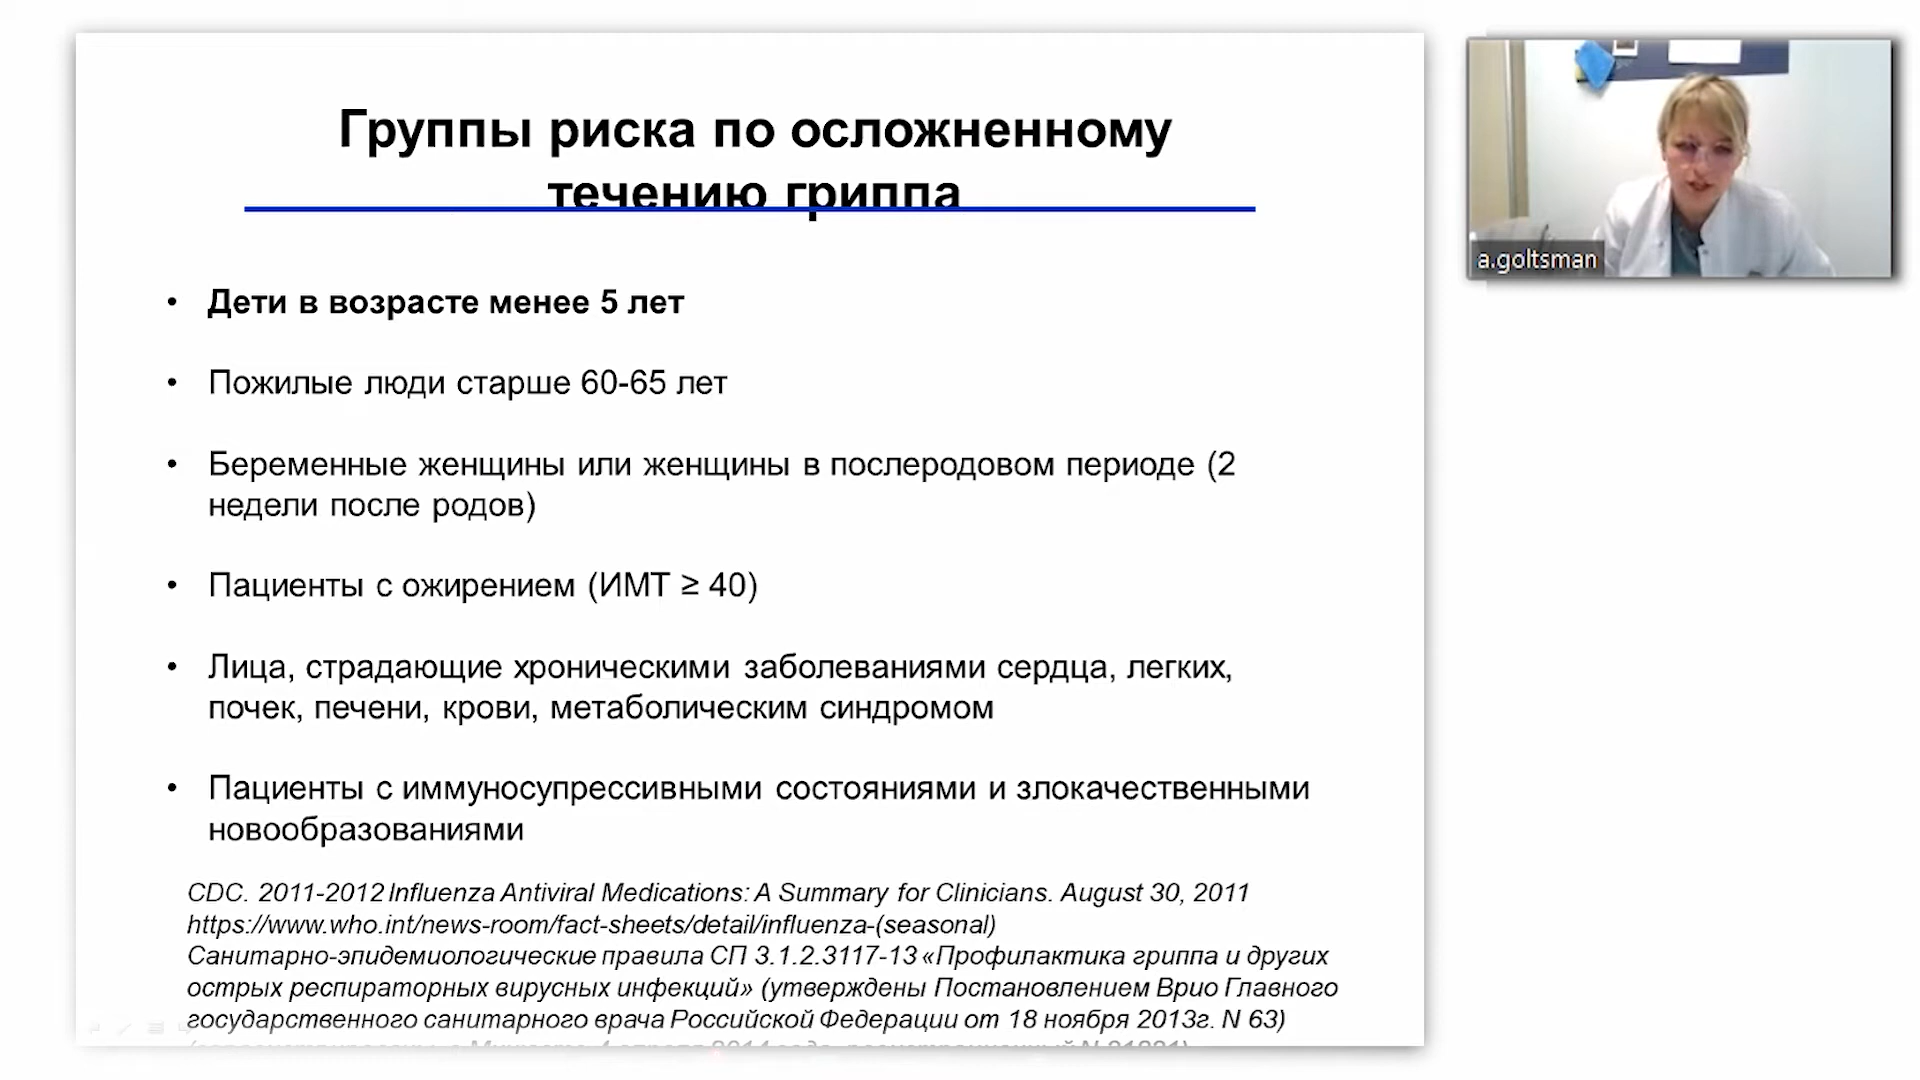 Группы риска по осложненному
течению гриппа
• Дети в возрасте менее 5 лет
• Пожилые люди старше 60-65 лет
• Беременные женщины или женщины в послеродовом периоде (2
недели после родов)
• Пациенты с ожирением (ИМТ ≥ 40)
• Лица, страдающие хроническими заболеваниями сердца, легких,
почек, печени, крови, метаболическим синдромом
• Пациенты с иммуносупрессивными состояниями и злокачественными
новообразованиями
CDC. 2011-2012 Influenza Antiviral Medications: A Summary for Clinicians. August 30, 2011
https://www.who.int/news-room/fact-sheets/detail/influenza-(seasonal)
Санитарно-эпидемиологические правила СП 3.1.2.3117-13 «Профилактика гриппа и других
острых респираторных вирусных инфекций» (утверждены Постановлением Врио Главного
государственного санитарного врача Российской Федерации от 18 ноября 2013г. N 63)
a.goltsman